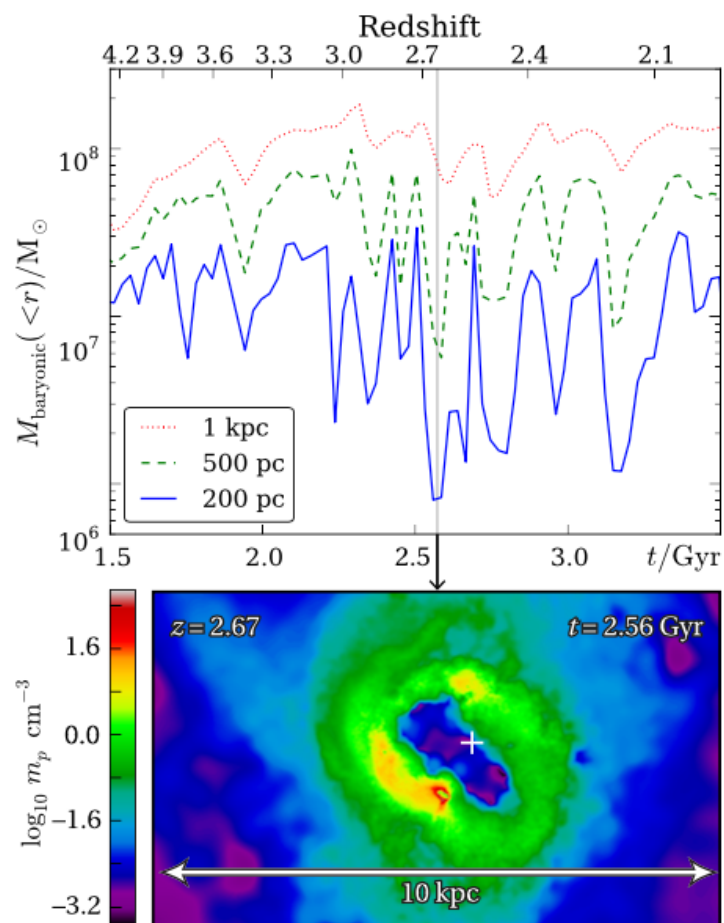 Redshift
4.2 3.9 3.6 3.3 3.0 2.7 2.4 2.1
M_baryonic(<r)/M_⊙
10^8
10^7
10^6
1 kpc
500 pc
200 pc
1.5 2.0 2.5 3.0 t/Gyr
log_10 m_p cm^-3
1.6
0.0
−1.6
−3.2
z=2.67 t=2.56 Gyr
10 kpc